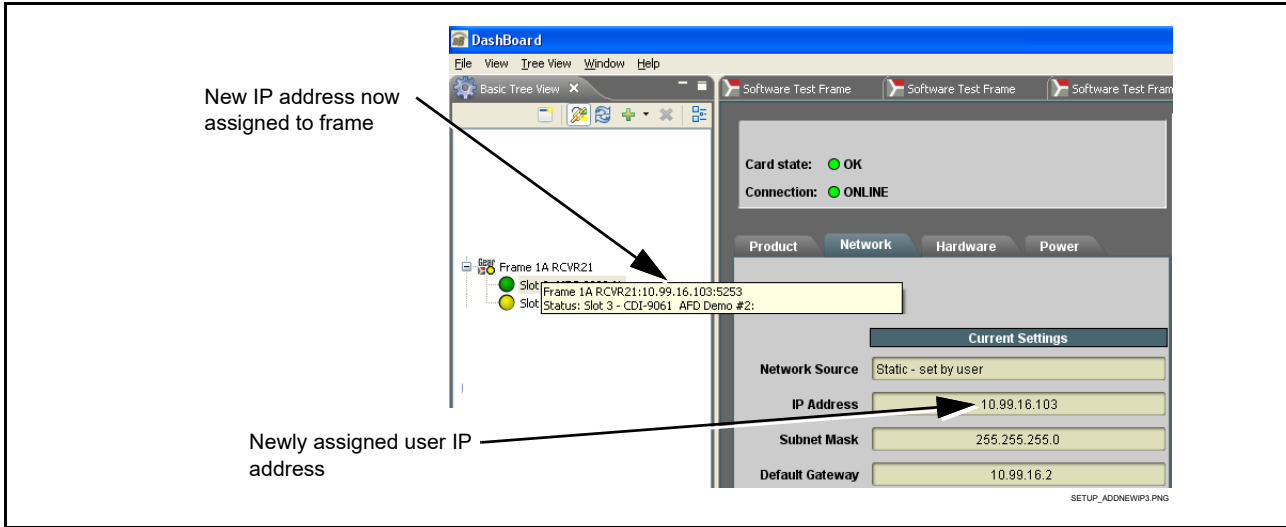 DashBoard
File View Tree View Window Help
Basic Tree View
Software Test Frame
Software Test Frame
Software Test Fram
New IP address now
assigned to frame
Card state: OK
Connection: ONLINE
Product Network Hardware Power
Gear
Frame 1A RCVR21
Slot
Frame 1A RCVR21:10.99.16.103:5253
Status: Slot 3 - CDI-9061 AFD Demo #2:
Slot
Current Settings
Network Source Static - set by user
IP Address 10.99.16.103
Newly assigned user IP
address
Subnet Mask 255.255.255.0
Default Gateway 10.99.16.2
SETUP_ADDNEWIP3.PNG